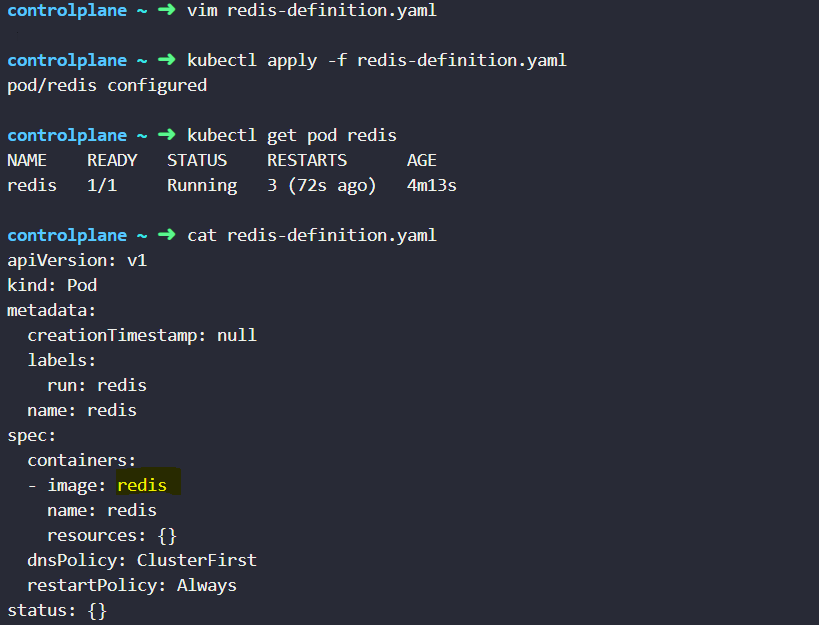 controlplane ~ ➜ vim redis-definition.yaml
controlplane ~ ➜ kubectl apply -f redis-definition.yaml
pod/redis configured
controlplane ~ ➜ kubectl get pod redis
NAME    READY   STATUS    RESTARTS      AGE
redis   1/1     Running   3 (72s ago)   4m13s
controlplane ~ ➜ cat redis-definition.yaml
apiVersion: v1
kind: Pod
metadata:
  creationTimestamp: null
  labels:
    run: redis
  name: redis
spec:
  containers:
  - image: redis
    name: redis
    resources: {}
  dnsPolicy: ClusterFirst
  restartPolicy: Always
status: {}